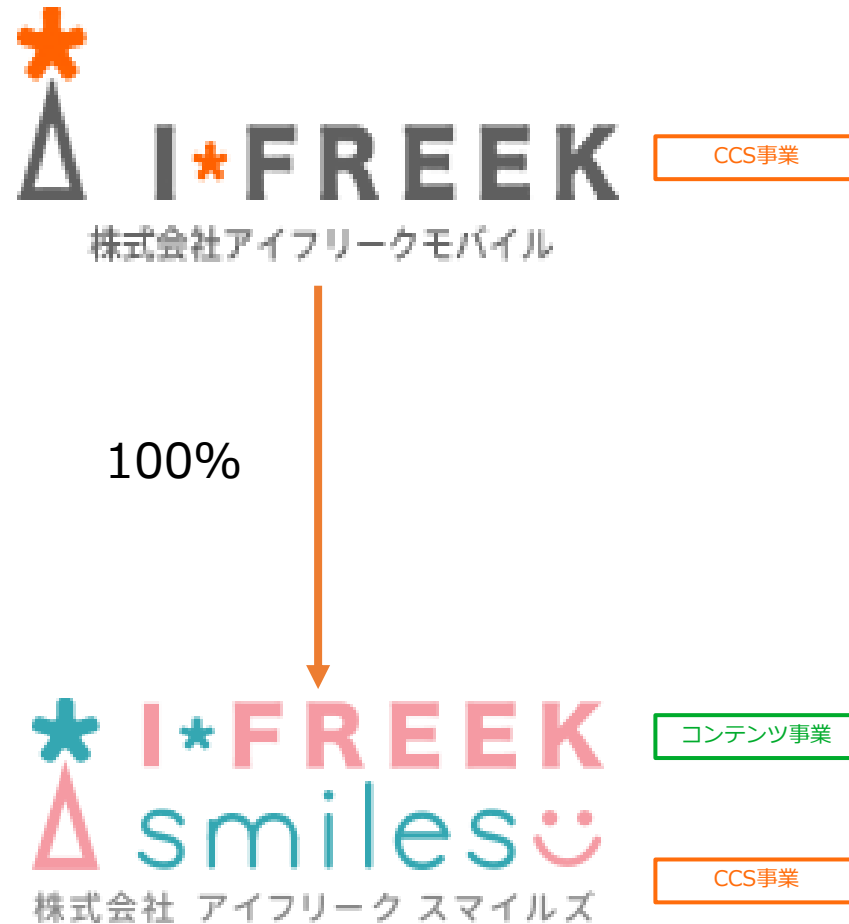 I*FREEK
CCS事業
株式会社アイフリークモバイル
100%
I*FREEK
コンテンツ事業
smiles
CCS事業
株式会社 アイフリーク スマイルズ